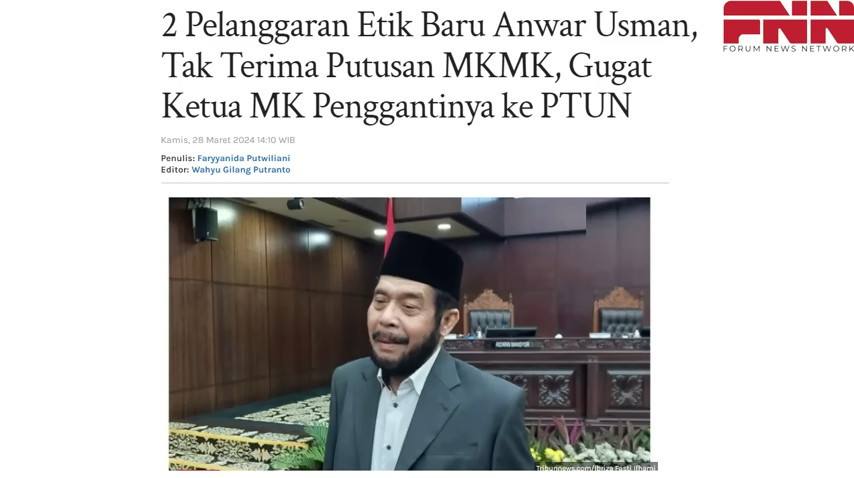 2 Pelanggaran Etik Baru Anwar Usman,
Tak Terima Putusan MKMK, Gugat
Ketua MK Penggantinya ke PTUN
FNN
FORUM NEWS NETWORK
Kamis, 28 Maret 2024 14:10 WIB
Penulis: Faryyanida Putwiliani
Editor: Wahyu Gilang Putranto
RIDWAN MANSYUR
Tribunnews.com/Ibriza Fasti Ifhami